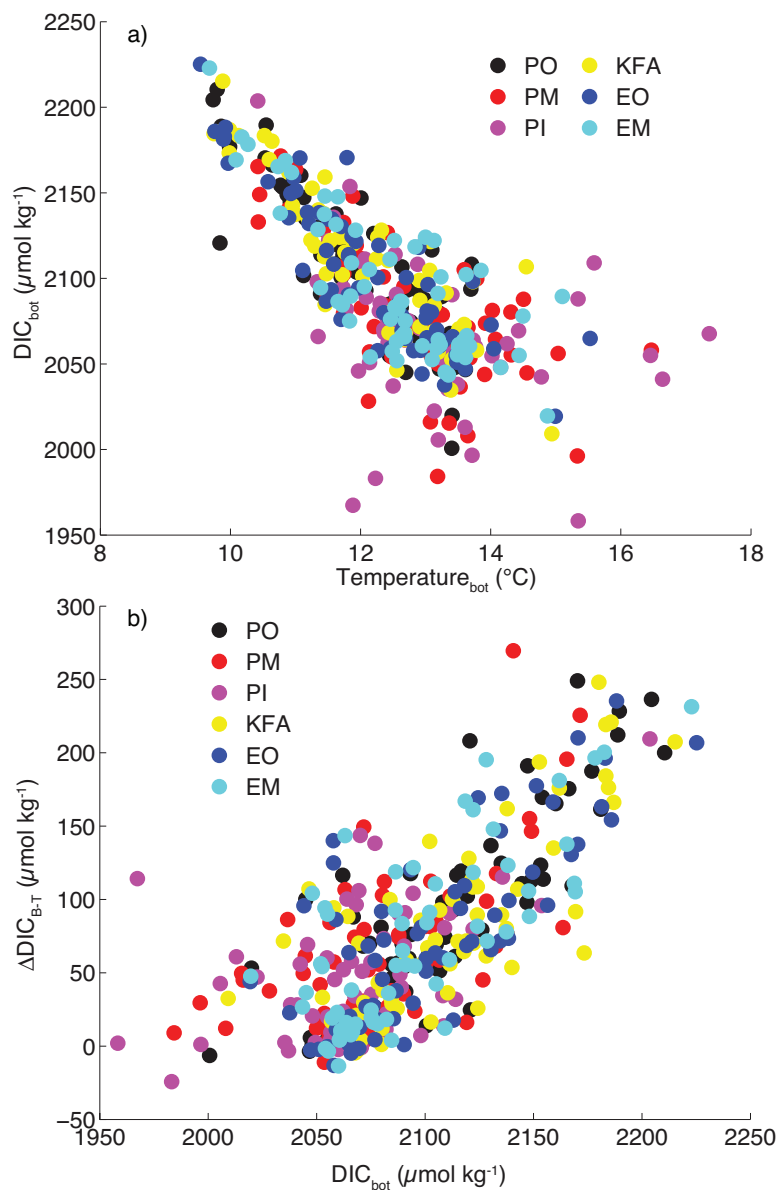 a)
2250
2200
2150
2100
2050
2000
1950
DIC_bot (µmol kg⁻¹)
PO KFA
PM EO
PI EM
8 10 12 14 16 18
Temperature_bot (°C)
b)
300
250
200
150
100
50
0
−50
ΔDIC_B-T (µmol kg⁻¹)
PO
PM
PI
KFA
EO
EM
1950 2000 2050 2100 2150 2200 2250
DIC_bot (µmol kg⁻¹)